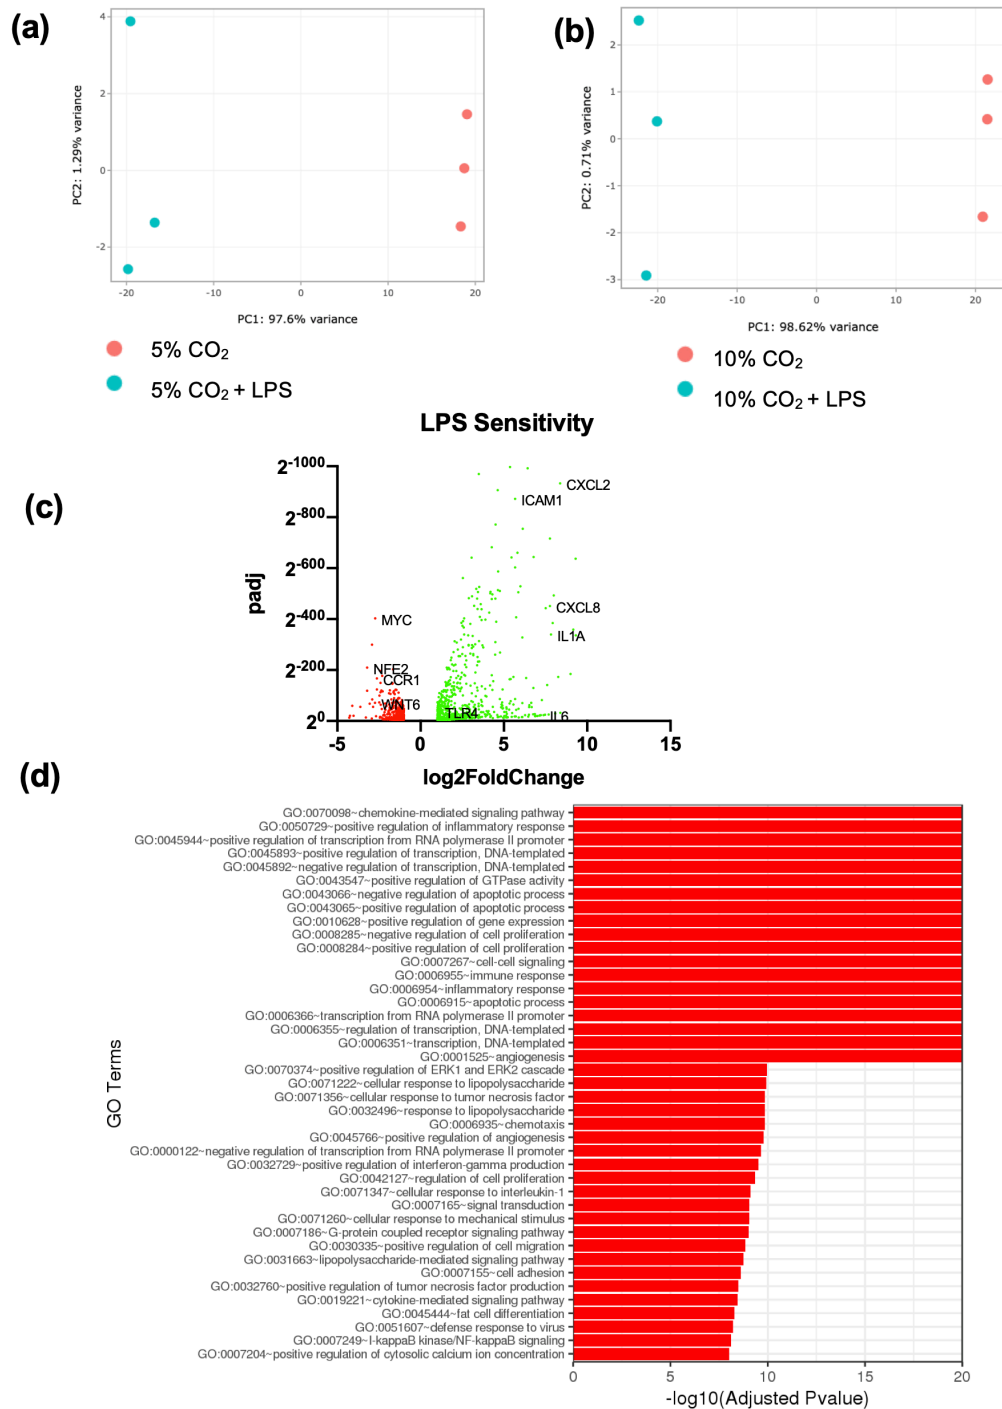 (a)
4
2
0
-2
PC2: 1.29% variance
-20
-10
0
10
20
PC1: 97.6% variance
5% CO₂
5% CO₂ + LPS
(b)
2
1
0
-1
-2
-3
PC2: 0.71% variance
-20
-10
0
10
20
PC1: 98.62% variance
10% CO₂
10% CO₂ + LPS
LPS Sensitivity
(c)
2⁻¹⁰⁰⁰
2⁻⁸⁰⁰
2⁻⁶⁰⁰
2⁻⁴⁰⁰
2⁻²⁰⁰
2⁰
padj
CXCL2
ICAM1
CXCL8
MYC
IL1A
NFE2
CCR1
WNT6
TLR4
IL6
-5
0
5
10
15
log2FoldChange
(d)
GO Terms
GO:0070098~chemokine-mediated signaling pathway
GO:0050729~positive regulation of inflammatory response
GO:0045944~positive regulation of transcription from RNA polymerase II promoter
GO:0045893~positive regulation of transcription, DNA-templated
GO:0045892~negative regulation of transcription, DNA-templated
GO:0043547~positive regulation of GTPase activity
GO:0043066~negative regulation of apoptotic process
GO:0043065~positive regulation of apoptotic process
GO:0010628~positive regulation of gene expression
GO:0008285~negative regulation of cell proliferation
GO:0008284~positive regulation of cell proliferation
GO:0007267~cell-cell signaling
GO:0006955~immune response
GO:0006954~inflammatory response
GO:0006915~apoptotic process
GO:0006366~transcription from RNA polymerase II promoter
GO:0006355~regulation of transcription, DNA-templated
GO:0006351~transcription, DNA-templated
GO:0001525~angiogenesis
GO:0070374~positive regulation of ERK1 and ERK2 cascade
GO:0071222~cellular response to lipopolysaccharide
GO:0071356~cellular response to tumor necrosis factor
GO:0032496~response to lipopolysaccharide
GO:0006935~chemotaxis
GO:0045766~positive regulation of angiogenesis
GO:0000122~negative regulation of transcription from RNA polymerase II promoter
GO:0032729~positive regulation of interferon-gamma production
GO:0042127~regulation of cell proliferation
GO:0071347~cellular response to interleukin-1
GO:0007165~signal transduction
GO:0071260~cellular response to mechanical stimulus
GO:0007186~G-protein coupled receptor signaling pathway
GO:0030335~positive regulation of cell migration
GO:0031663~lipopolysaccharide-mediated signaling pathway
GO:0007155~cell adhesion
GO:0032760~positive regulation of tumor necrosis factor production
GO:0019221~cytokine-mediated signaling pathway
GO:0045444~fat cell differentiation
GO:0051607~defense response to virus
GO:0007249~I-kappaB kinase/NF-kappaB signaling
GO:0007204~positive regulation of cytosolic calcium ion concentration
0
5
10
15
20
-log10(Adjusted Pvalue)